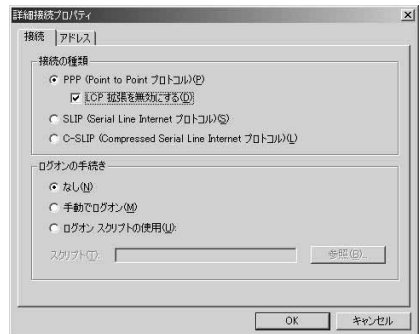 詳細接続プロパティ
接続
アドレス
接続の種類
PPP (Point to Point プロトコル)(P)
LCP 拡張を無効にする(D)
SLIP (Serial Line Internet プロトコル)(S)
C-SLIP (Compressed Serial Line Internet プロトコル)(L)
ログオンの手続き
なし(N)
手動でログオン(M)
ログオン スクリプトの使用(U):
スクリプト(T):
参照(B)...
OK
キャンセル